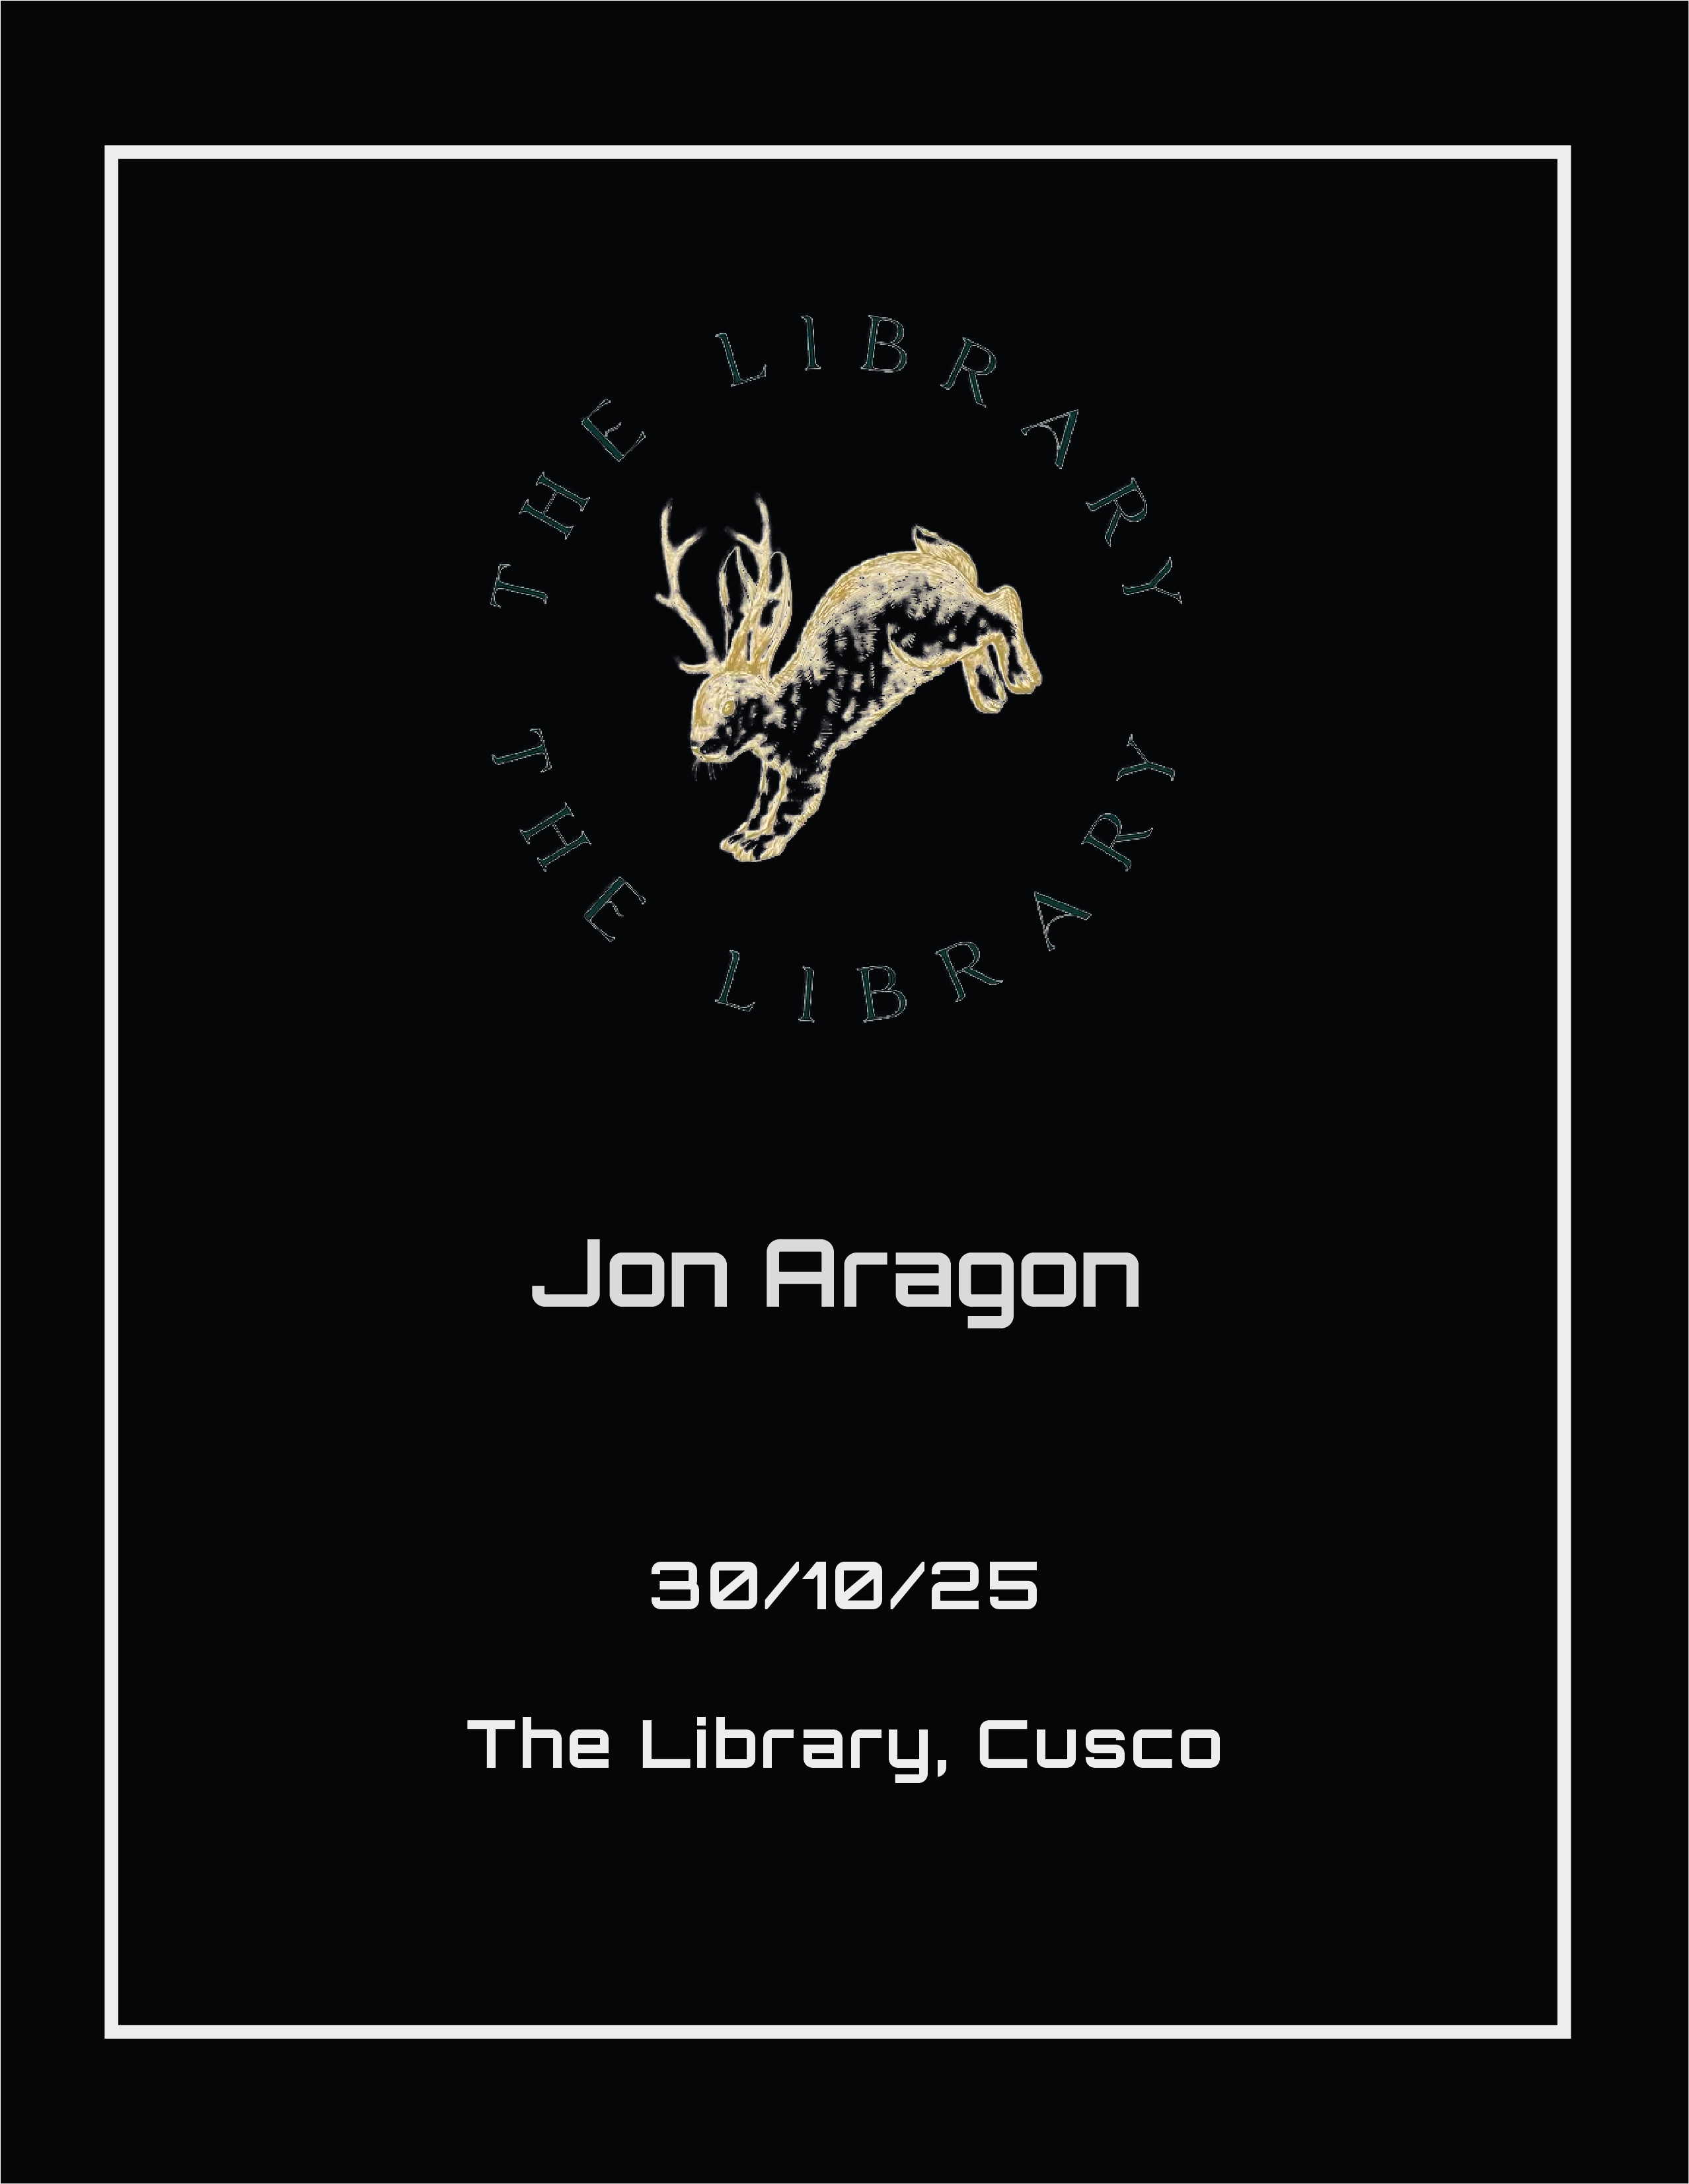 THE LIBRARY
THE LIBRARY
Jon Aragon
30/10/25
The Library, Cusco